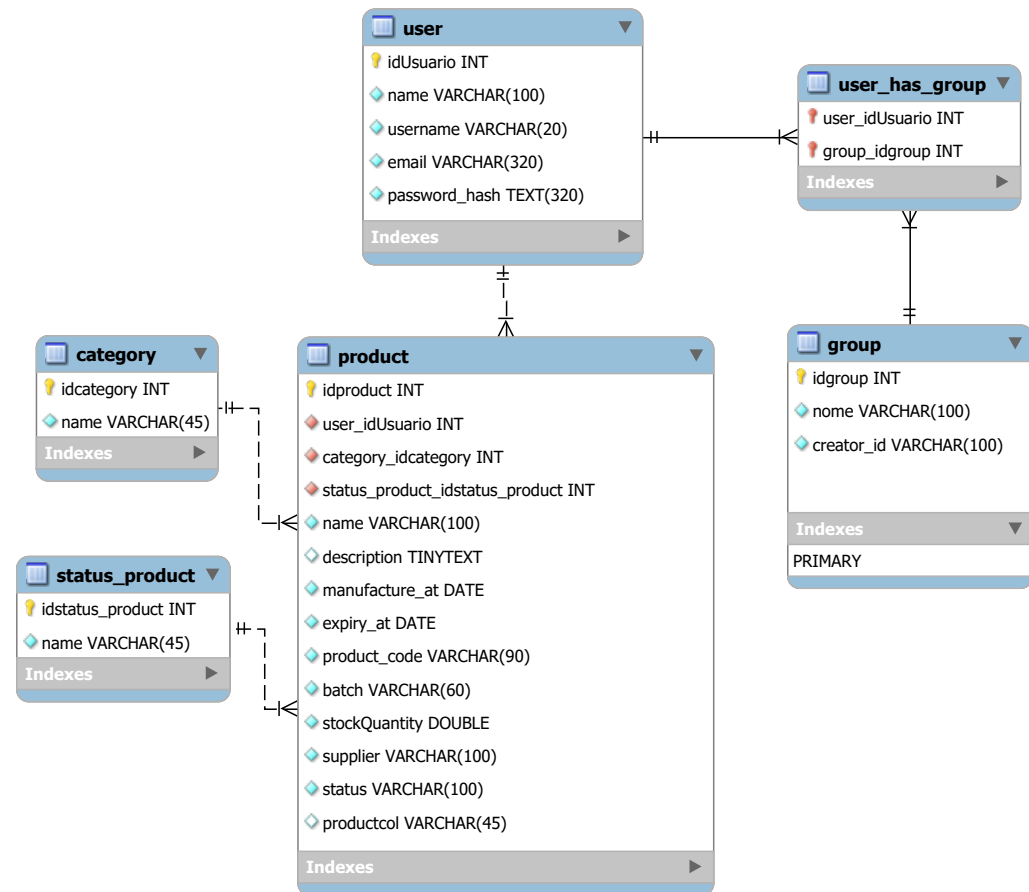 user
idUsuario INT
name VARCHAR(100)
username VARCHAR(20)
email VARCHAR(320)
password_hash TEXT(320)
Indexes
user_has_group
user_idUsuario INT
group_idgroup INT
Indexes
category
idcategory INT
name VARCHAR(45)
Indexes
product
idproduct INT
user_idUsuario INT
category_idcategory INT
status_product_idstatus_product INT
name VARCHAR(100)
description TINYTEXT
manufacture_at DATE
expiry_at DATE
product_code VARCHAR(90)
batch VARCHAR(60)
stockQuantity DOUBLE
supplier VARCHAR(100)
status VARCHAR(100)
productcol VARCHAR(45)
Indexes
group
idgroup INT
nome VARCHAR(100)
creator_id VARCHAR(100)
Indexes
PRIMARY
status_product
idstatus_product INT
name VARCHAR(45)
Indexes